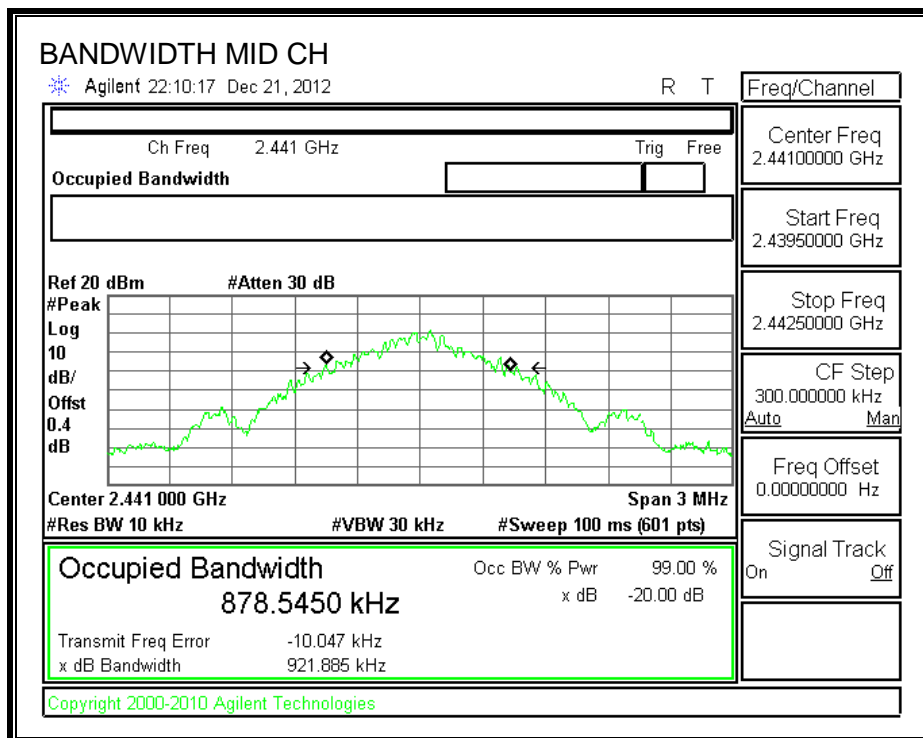 BANDWIDTH MID CH
Agilent 22:10:17 Dec 21, 2012 R T
Freq/Channel
Ch Freq 2.441 GHz Trig Free
Occupied Bandwidth
Center Freq
2.44100000 GHz
Start Freq
2.43950000 GHz
Stop Freq
2.44250000 GHz
CF Step
300.000000 kHz
Auto Man
Freq Offset
0.00000000 Hz
Signal Track
On Off
Ref 20 dBm #Atten 30 dB
#Peak
Log
10
dB/
Offst
0.4
dB
Center 2.441 000 GHz Span 3 MHz
#Res BW 10 kHz #VBW 30 kHz #Sweep 100 ms (601 pts)
Occupied Bandwidth Occ BW % Pwr 99.00 %
878.5450 kHz x dB -20.00 dB
Transmit Freq Error -10.047 kHz
x dB Bandwidth 921.885 kHz
Copyright 2000-2010 Agilent Technologies